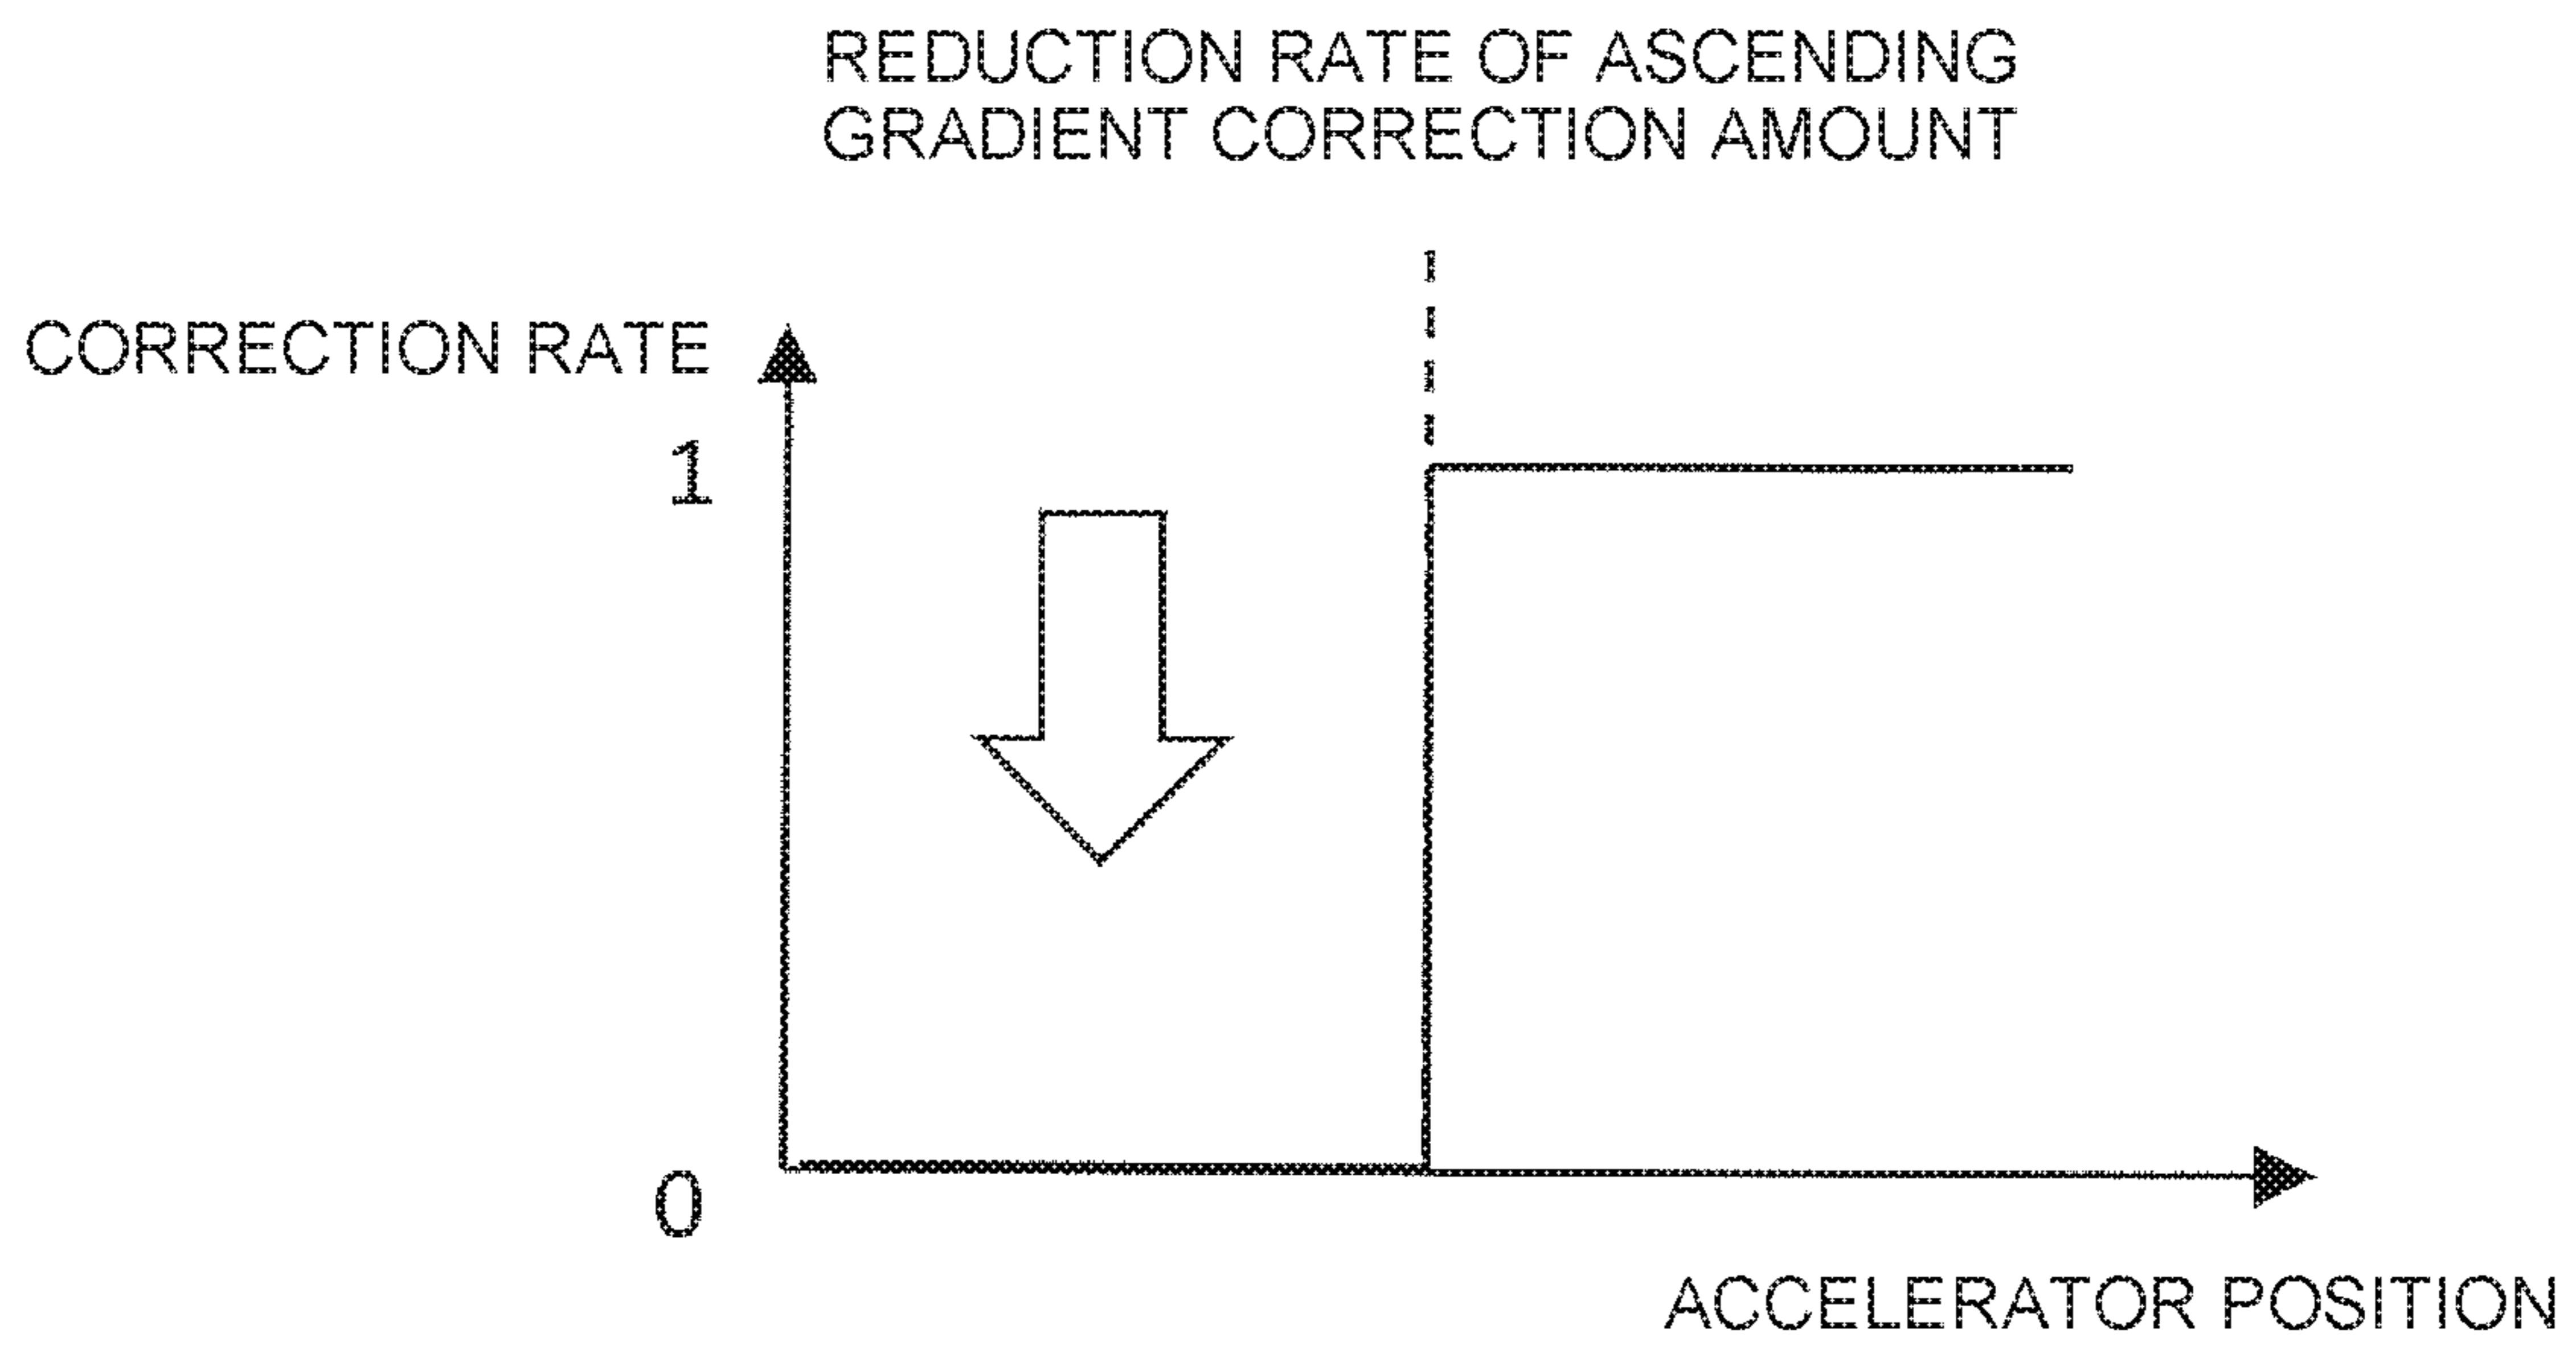 REDUCTION RATE OF ASCENDING
GRADIENT CORRECTION AMOUNT
CORRECTION RATE
1
0
ACCELERATOR POSITION